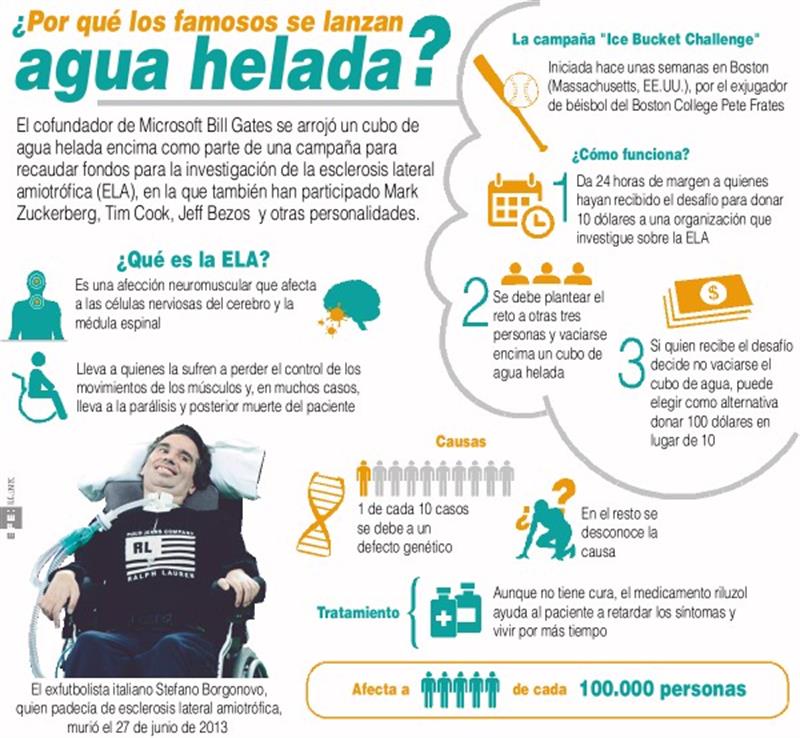 ¿Por qué los famosos se lanzan
agua helada?
El cofundador de Microsoft Bill Gates se arrojó un cubo de
agua helada encima como parte de una campaña para
recaudar fondos para la investigación de la esclerosis lateral
amiotrófica (ELA), en la que también han participado Mark
Zuckerberg, Tim Cook, Jeff Bezos y otras personalidades.
La campaña "Ice Bucket Challenge"
Iniciada hace unas semanas en Boston
(Massachusetts, EE.UU.), por el exjugador
de béisbol del Boston College Pete Frates
¿Cómo funciona?
1
Da 24 horas de margen a quienes
hayan recibido el desafío para donar
10 dólares a una organización que
investigue sobre la ELA
2
Se debe plantear el
reto a otras tres
personas y vaciarse
encima un cubo de
agua helada
$
3
Si quien recibe el desafío
decide no vaciarse el
cubo de agua, puede
elegir como alternativa
donar 100 dólares en
lugar de 10
¿Qué es la ELA?
Es una afección neuromuscular que afecta
a las células nerviosas del cerebro y la
médula espinal
Lleva a quienes la sufren a perder el control de los
movimientos de los músculos y, en muchos casos,
lleva a la parálisis y posterior muerte del paciente
Causas
1 de cada 10 casos
se debe a un
defecto genético
¿?
En el resto se
desconoce la
causa
Tratamiento
Aunque no tiene cura, el medicamento riluzol
ayuda al paciente a retardar los síntomas y
vivir por más tiempo
Afecta a
de cada 100.000 personas
POLO JEANS COMPANY
RL
RALPH LAUREN
El exfutbolista italiano Stefano Borgonovo,
quien padecía de esclerosis lateral amiotrófica,
murió el 27 de junio de 2013
EFE: